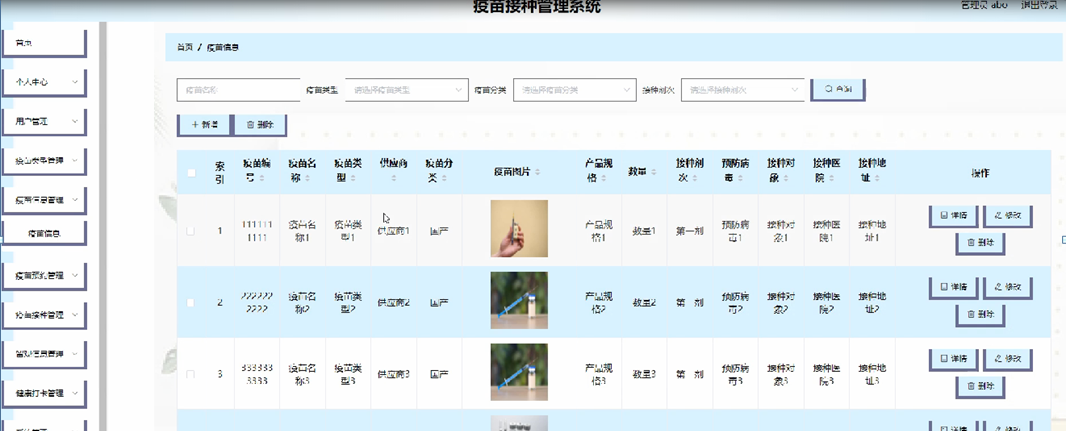 疫苗接种管理系统
管理员 abo 退出登录
首页
个人中心
用户管理
疫苗类型管理
疫苗信息管理
疫苗信息
疫苗预约管理
疫苗接种管理
健康打卡管理
首页 / 疫苗信息
疫苗名称 疫苗类型 请选择疫苗类型 疫苗分类 请选择疫苗分类 接种剂次 请选择接种剂次 查询
+ 新增 删除
索引 疫苗编号 疫苗名称 疫苗类型 供应商 疫苗分类 疫苗图片 产品规格 数量 接种剂次 预防病毒 接种对象 接种医院 接种地址 操作
1 1111111111 疫苗名称1 疫苗类型1 供应商1 国产 产品规格1 数量1 第一剂 预防病毒1 接种对象1 接种医院1 接种地址1 详情 修改
删除
2 2222222222 疫苗名称2 疫苗类型2 供应商2 国产 产品规格2 数量2 第一剂 预防病毒2 接种对象2 接种医院2 接种地址2 详情 修改
删除
3 3333333333 疫苗名称3 疫苗类型3 供应商3 国产 产品规格3 数量3 第一剂 预防病毒3 接种对象3 接种医院3 接种地址3 详情 修改
删除
详情 修改